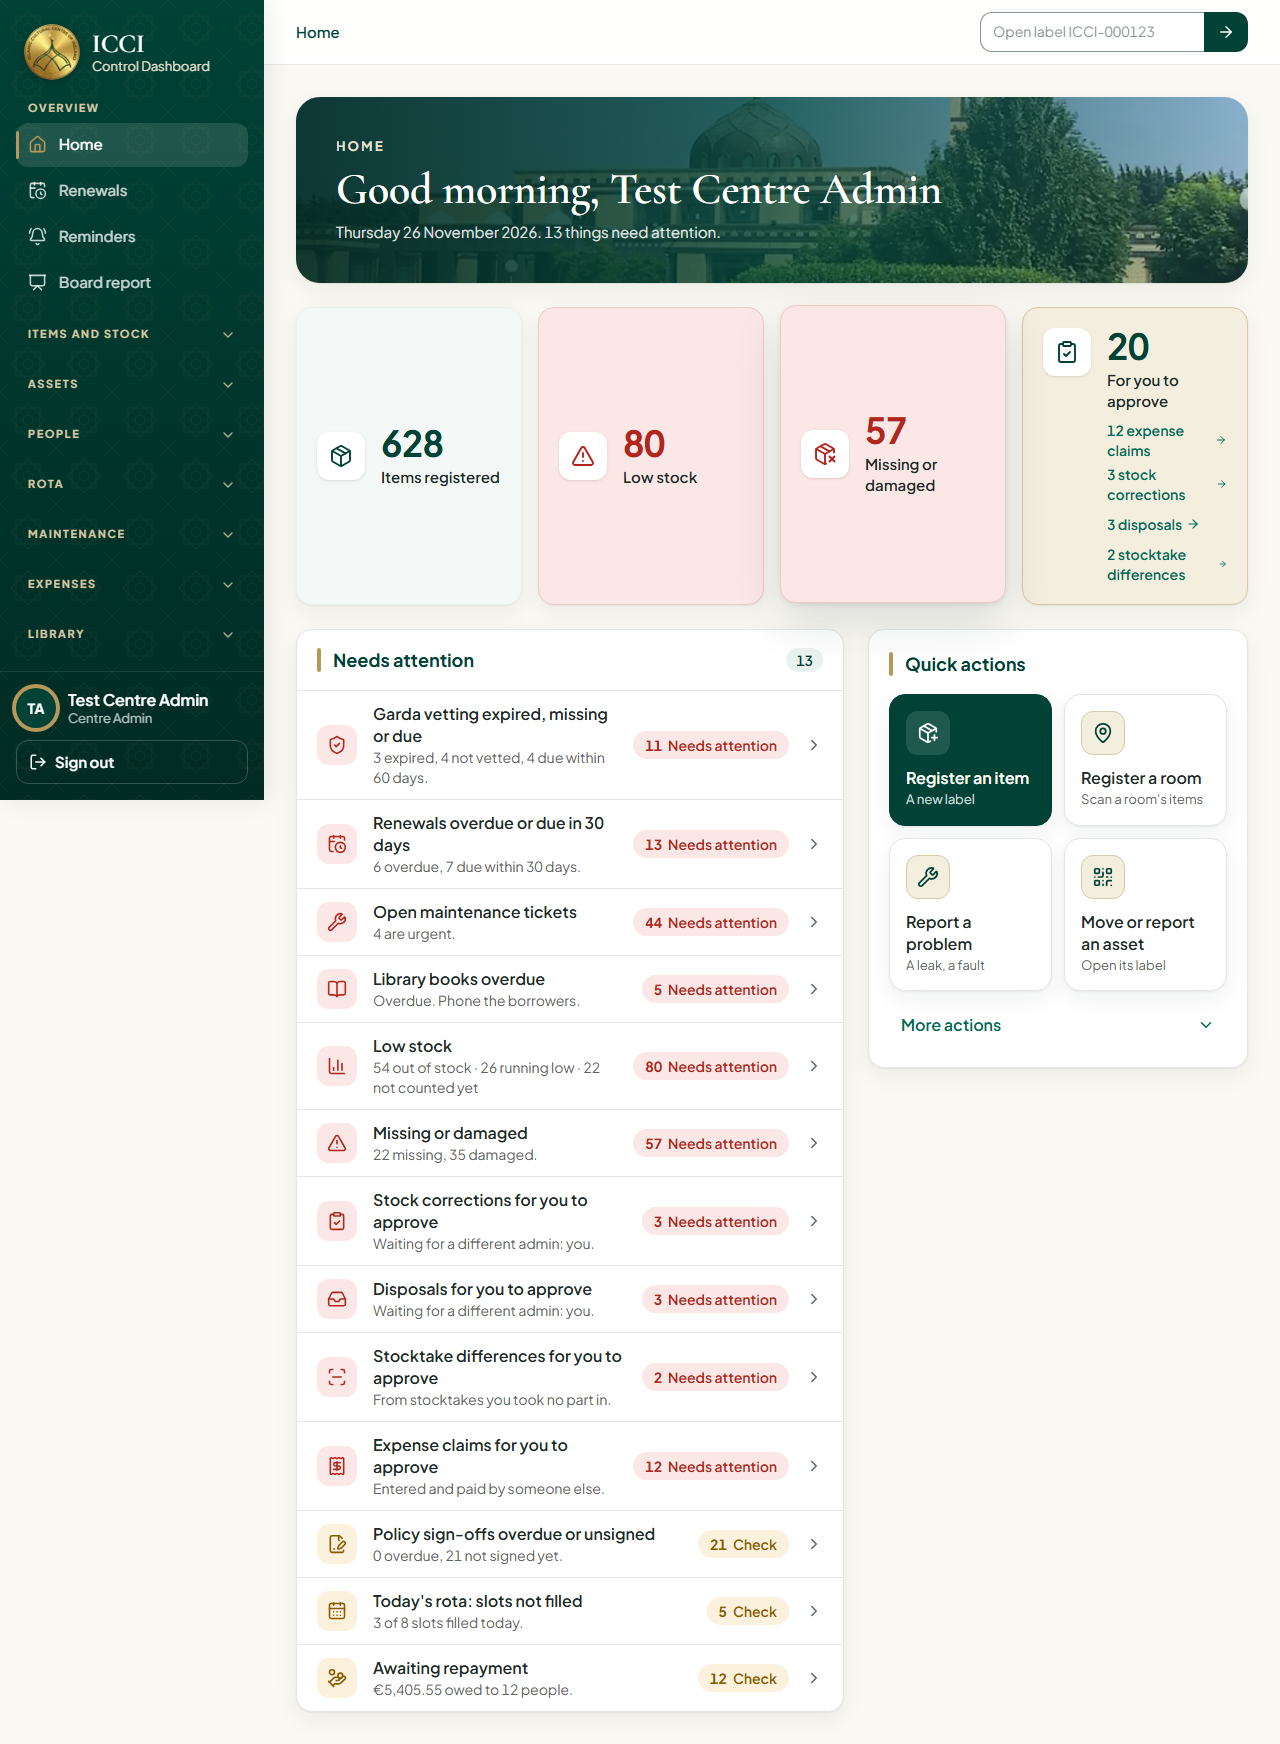 ICCI
Control Dashboard
OVERVIEW
Home
Renewals
Reminders
Board report
ITEMS AND STOCK
ASSETS
PEOPLE
ROTA
MAINTENANCE
EXPENSES
LIBRARY
TA
Test Centre Admin
Centre Admin
Sign out
Home
Open label ICCI-000123
HOME
Good morning, Test Centre Admin
Thursday 26 November 2026. 13 things need attention.
628
Items registered
80
Low stock
57
Missing or
damaged
20
For you to
approve
12 expense
claims
3 stock
corrections
3 disposals
2 stocktake
differences
Needs attention
13
Garda vetting expired, missing
or due
3 expired, 4 not vetted, 4 due within
60 days.
11 Needs attention
Renewals overdue or due in 30
days
6 overdue, 7 due within 30 days.
13 Needs attention
Open maintenance tickets
4 are urgent.
44 Needs attention
Library books overdue
Overdue. Phone the borrowers.
5 Needs attention
Low stock
54 out of stock · 26 running low · 22
not counted yet
80 Needs attention
Missing or damaged
22 missing, 35 damaged.
57 Needs attention
Stock corrections for you to
approve
Waiting for a different admin: you.
3 Needs attention
Disposals for you to approve
Waiting for a different admin: you.
3 Needs attention
Stocktake differences for you to
approve
From stocktakes you took no part in.
2 Needs attention
Expense claims for you to
approve
Entered and paid by someone else.
12 Needs attention
Policy sign-offs overdue or unsigned
0 overdue, 21 not signed yet.
21 Check
Today's rota: slots not filled
3 of 8 slots filled today.
5 Check
Awaiting repayment
€5,405.55 owed to 12 people.
12 Check
Quick actions
Register an item
A new label
Register a room
Scan a room's items
Report a
problem
A leak, a fault
Move or report
an asset
Open its label
More actions